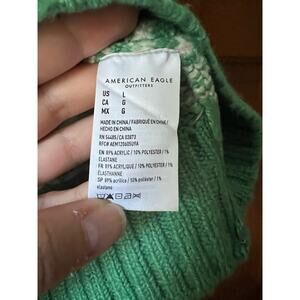 AMERICAN EAGLE
OUTFITTERS
US L
CA G
MX G
MADE IN CHINA / FABRIQUÉ EN CHINE /
HECHO EN CHINA
RN 54485/CA 03873
EN 89% ACRYLIC / 10% POLYESTER / 1%
ELASTANE
FR 89% ACRYLIQUE / 10% POLYESTER / 1%
ÉLASTHANNE
SP 89% acrílico / 10% poliéster / 1%
elastano